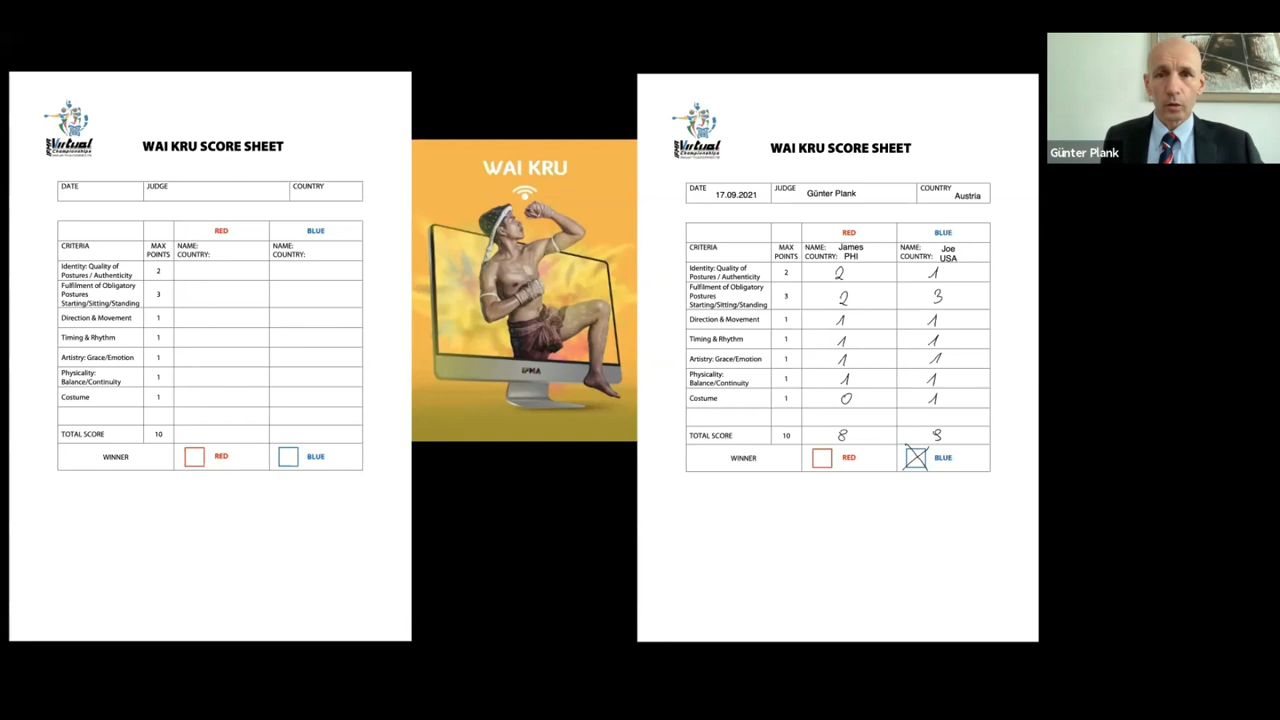 Virtual
Championships
WAI KRU SCORE SHEET
DATE JUDGE COUNTRY
RED BLUE
CRITERIA MAX POINTS NAME: COUNTRY: NAME: COUNTRY:
Identity: Quality of
Postures / Authenticity 2
Fulfilment of Obligatory
Postures
Starting/Sitting/Standing 3
Direction & Movement 1
Timing & Rhythm 1
Artistry: Grace/Emotion 1
Physicality:
Balance/Continuity 1
Costume 1
TOTAL SCORE 10
WINNER RED BLUE
WAI KRU
IFMA
Virtual
Championships
WAI KRU SCORE SHEET
DATE 17.09.2021 JUDGE Günter Plank COUNTRY Austria
RED BLUE
CRITERIA MAX POINTS NAME: James COUNTRY: PHI NAME: Joe COUNTRY: USA
Identity: Quality of
Postures / Authenticity 2 2 1
Fulfilment of Obligatory
Postures
Starting/Sitting/Standing 3 2 3
Direction & Movement 1 1 1
Timing & Rhythm 1 1 1
Artistry: Grace/Emotion 1 1 1
Physicality:
Balance/Continuity 1 1 1
Costume 1 0 1
TOTAL SCORE 10 8 9
WINNER RED BLUE
Günter Plank